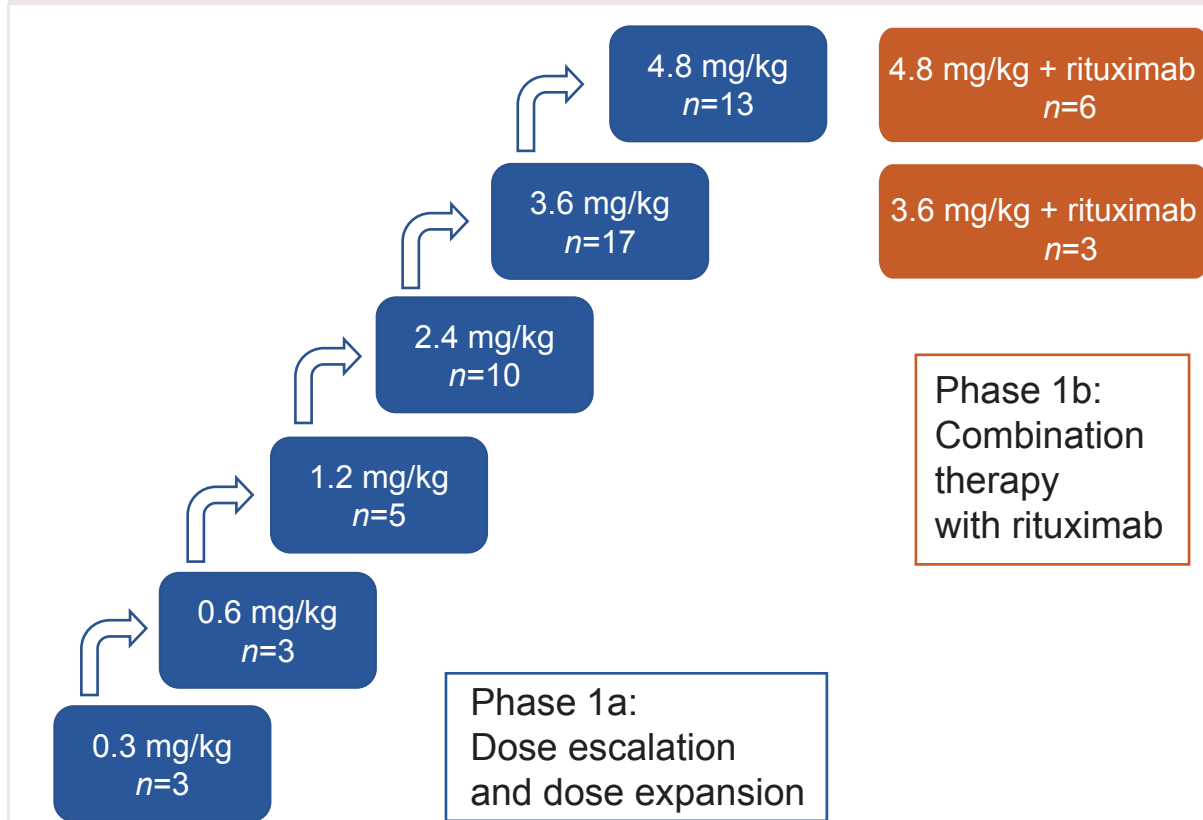 4.8 mg/kg
n=13
4.8 mg/kg + rituximab
n=6
3.6 mg/kg
n=17
3.6 mg/kg + rituximab
n=3
2.4 mg/kg
n=10
1.2 mg/kg
n=5
0.6 mg/kg
n=3
0.3 mg/kg
n=3
Phase 1a:
Dose escalation
and dose expansion
Phase 1b:
Combination
therapy
with rituximab